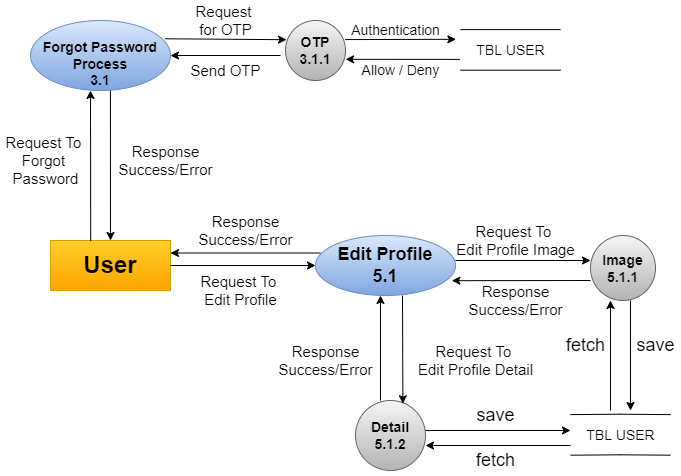 Request
for OTP
Forgot Password
Process
3.1
OTP
3.1.1
Authentication
TBL USER
Send OTP
Allow / Deny
Request To
Forgot
Password
Response
Success/Error
User
Response
Success/Error
Request To
Edit Profile
Edit Profile
5.1
Request To
Edit Profile Image
Image
5.1.1
Response
Success/Error
Response
Success/Error
Request To
Edit Profile Detail
fetch
save
Detail
5.1.2
save
fetch
TBL USER